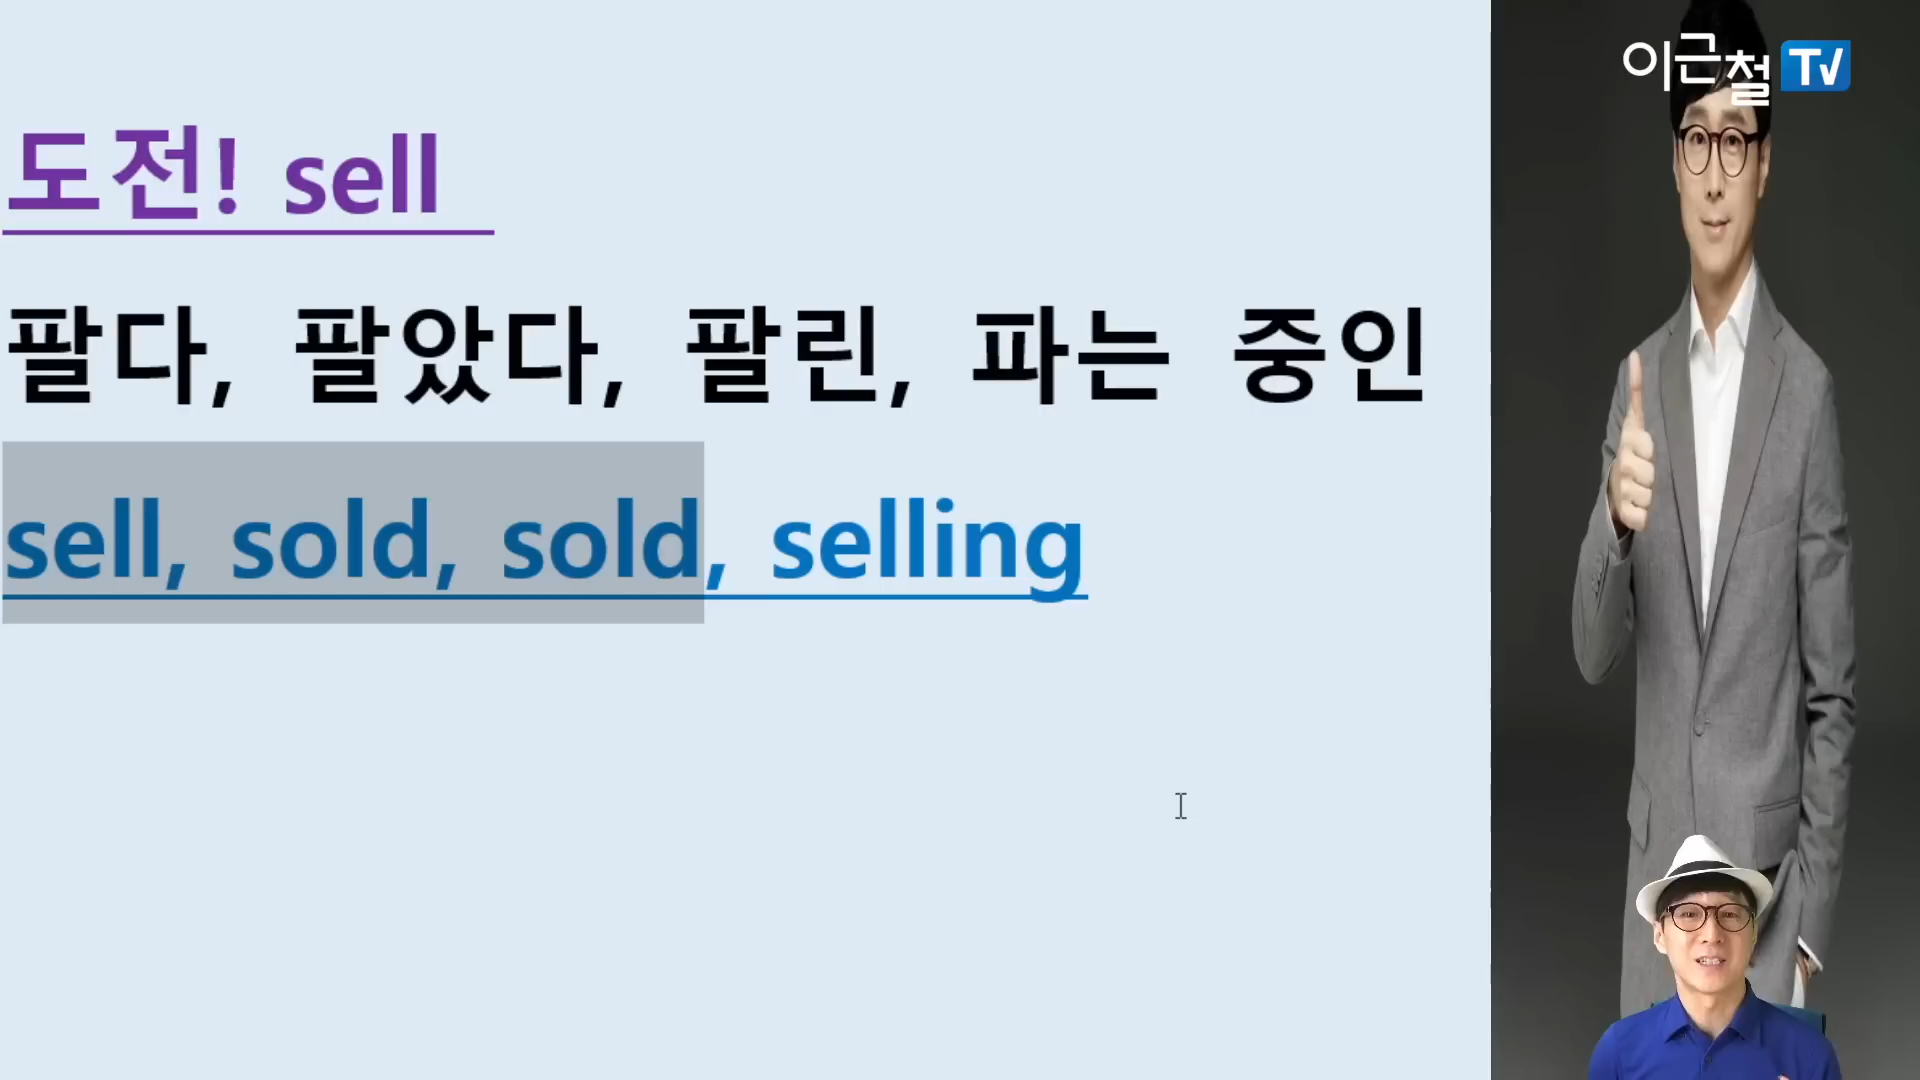 이근철 TV
도전! sell
팔다, 팔았다, 팔린, 파는 중인
sell, sold, sold, selling